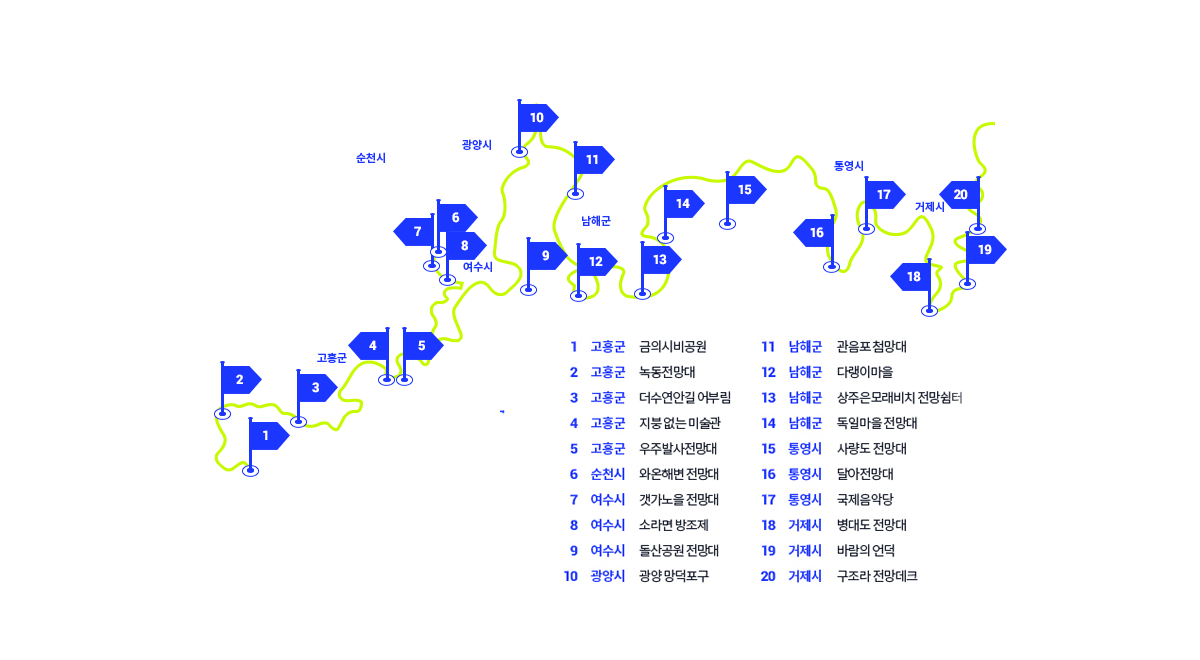 10
광양시
11
순천시
통영시
17
20
15
14
거제시
6
남해군
7
8
16
9
19
12
13
여수시
18
4
5
고흥군
2
3
1
1 고흥군 금의시비공원
2 고흥군 녹동전망대
3 고흥군 더수연안길 어부림
4 고흥군 지붕 없는 미술관
5 고흥군 우주발사전망대
6 순천시 와온해변 전망대
7 여수시 갯가노을 전망대
8 여수시 소라면 방조제
9 여수시 돌산공원 전망대
10 광양시 광양 망덕포구
11 남해군 관음포 첨망대
12 남해군 다랭이마을
13 남해군 상주은모래비치 전망쉼터
14 남해군 독일마을 전망대
15 통영시 사량도 전망대
16 통영시 달아전망대
17 통영시 국제음악당
18 거제시 병대도 전망대
19 거제시 바람의 언덕
20 거제시 구조라 전망데크